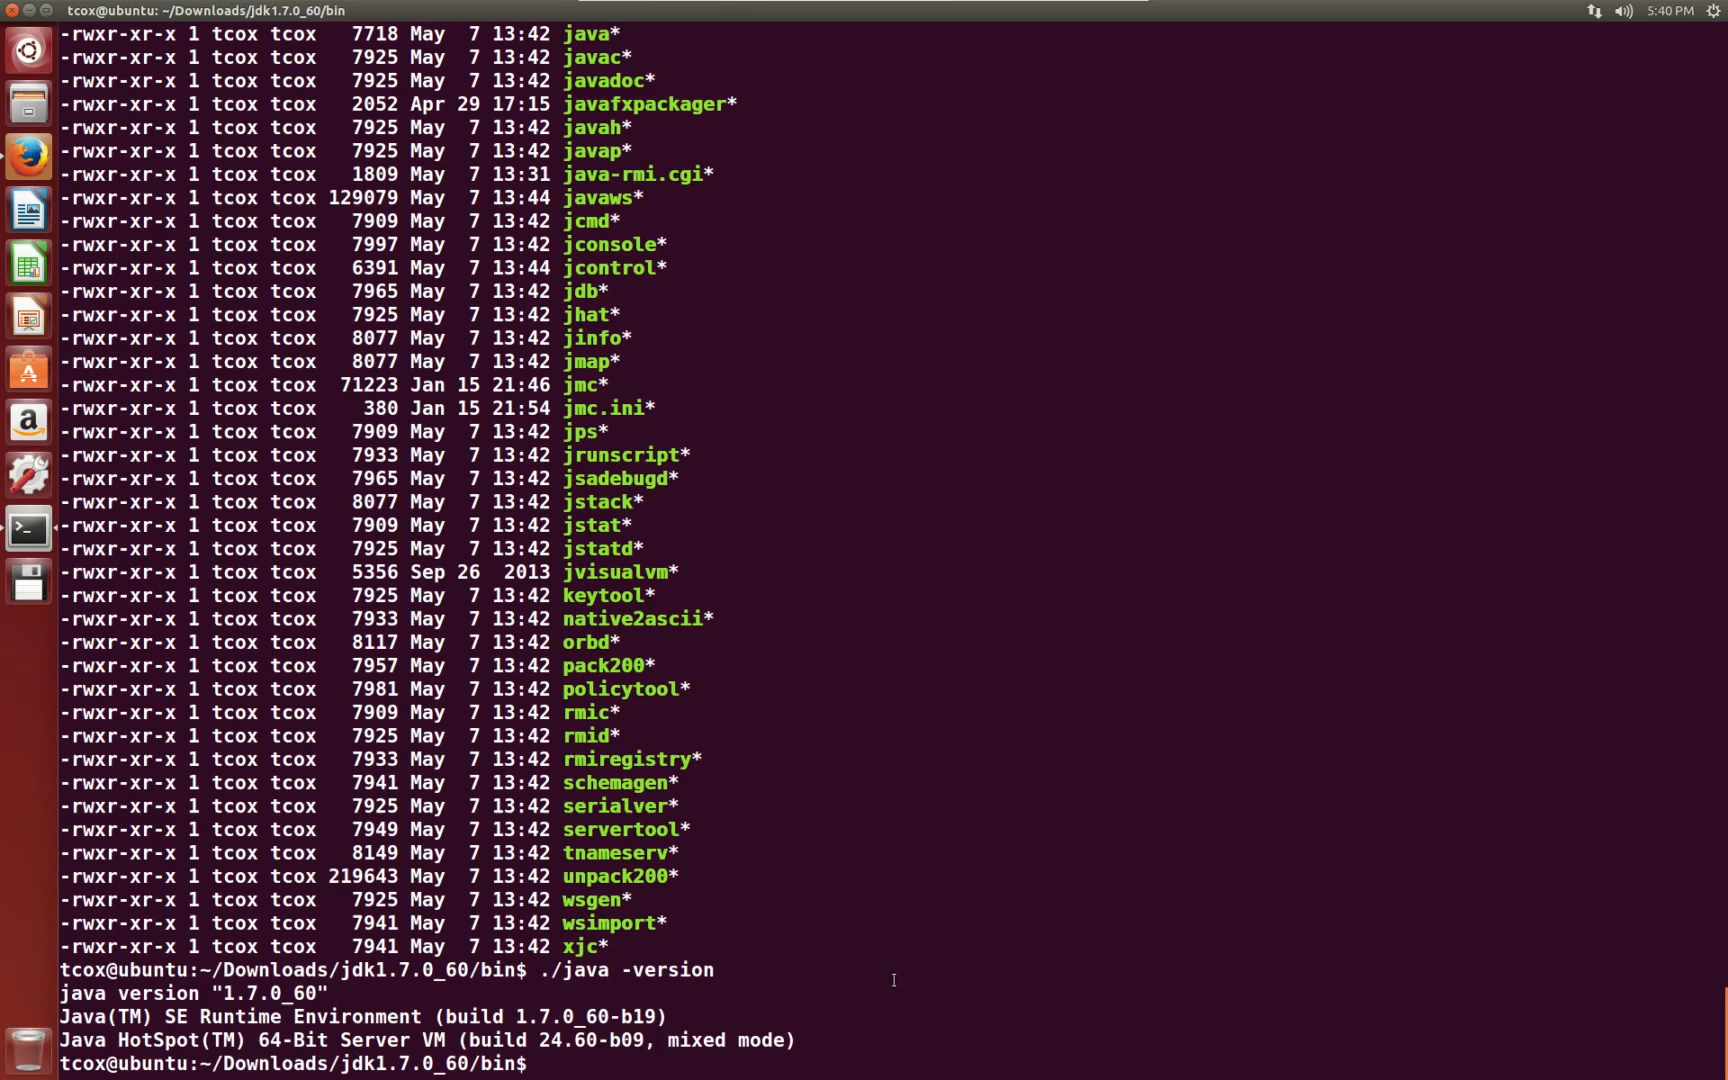 tcox@ubuntu: ~/Downloads/jdk1.7.0_60/bin
5:40 PM
-rwxr-xr-x 1 tcox tcox   7718 May  7 13:42 java*
-rwxr-xr-x 1 tcox tcox   7925 May  7 13:42 javac*
-rwxr-xr-x 1 tcox tcox   7925 May  7 13:42 javadoc*
-rwxr-xr-x 1 tcox tcox   2052 Apr 29 17:15 javafxpackager*
-rwxr-xr-x 1 tcox tcox   7925 May  7 13:42 javah*
-rwxr-xr-x 1 tcox tcox   7925 May  7 13:42 javap*
-rwxr-xr-x 1 tcox tcox   1809 May  7 13:31 java-rmi.cgi*
-rwxr-xr-x 1 tcox tcox 129079 May  7 13:44 javaws*
-rwxr-xr-x 1 tcox tcox   7909 May  7 13:42 jcmd*
-rwxr-xr-x 1 tcox tcox   7997 May  7 13:42 jconsole*
-rwxr-xr-x 1 tcox tcox   6391 May  7 13:44 jcontrol*
-rwxr-xr-x 1 tcox tcox   7965 May  7 13:42 jdb*
-rwxr-xr-x 1 tcox tcox   7925 May  7 13:42 jhat*
-rwxr-xr-x 1 tcox tcox   8077 May  7 13:42 jinfo*
-rwxr-xr-x 1 tcox tcox   8077 May  7 13:42 jmap*
-rwxr-xr-x 1 tcox tcox  71223 Jan 15 21:46 jmc*
-rwxr-xr-x 1 tcox tcox    380 Jan 15 21:54 jmc.ini*
-rwxr-xr-x 1 tcox tcox   7909 May  7 13:42 jps*
-rwxr-xr-x 1 tcox tcox   7933 May  7 13:42 jrunscript*
-rwxr-xr-x 1 tcox tcox   7965 May  7 13:42 jsadebugd*
-rwxr-xr-x 1 tcox tcox   8077 May  7 13:42 jstack*
-rwxr-xr-x 1 tcox tcox   7909 May  7 13:42 jstat*
-rwxr-xr-x 1 tcox tcox   7925 May  7 13:42 jstatd*
-rwxr-xr-x 1 tcox tcox   5356 Sep 26  2013 jvisualvm*
-rwxr-xr-x 1 tcox tcox   7925 May  7 13:42 keytool*
-rwxr-xr-x 1 tcox tcox   7933 May  7 13:42 native2ascii*
-rwxr-xr-x 1 tcox tcox   8117 May  7 13:42 orbd*
-rwxr-xr-x 1 tcox tcox   7957 May  7 13:42 pack200*
-rwxr-xr-x 1 tcox tcox   7981 May  7 13:42 policytool*
-rwxr-xr-x 1 tcox tcox   7909 May  7 13:42 rmic*
-rwxr-xr-x 1 tcox tcox   7925 May  7 13:42 rmid*
-rwxr-xr-x 1 tcox tcox   7933 May  7 13:42 rmiregistry*
-rwxr-xr-x 1 tcox tcox   7941 May  7 13:42 schemagen*
-rwxr-xr-x 1 tcox tcox   7925 May  7 13:42 serialver*
-rwxr-xr-x 1 tcox tcox   7949 May  7 13:42 servertool*
-rwxr-xr-x 1 tcox tcox   8149 May  7 13:42 tnameserv*
-rwxr-xr-x 1 tcox tcox 219643 May  7 13:42 unpack200*
-rwxr-xr-x 1 tcox tcox   7925 May  7 13:42 wsgen*
-rwxr-xr-x 1 tcox tcox   7941 May  7 13:42 wsimport*
-rwxr-xr-x 1 tcox tcox   7941 May  7 13:42 xjc*
tcox@ubuntu:~/Downloads/jdk1.7.0_60/bin$ ./java -version
java version "1.7.0_60"
Java(TM) SE Runtime Environment (build 1.7.0_60-b19)
Java HotSpot(TM) 64-Bit Server VM (build 24.60-b09, mixed mode)
tcox@ubuntu:~/Downloads/jdk1.7.0_60/bin$